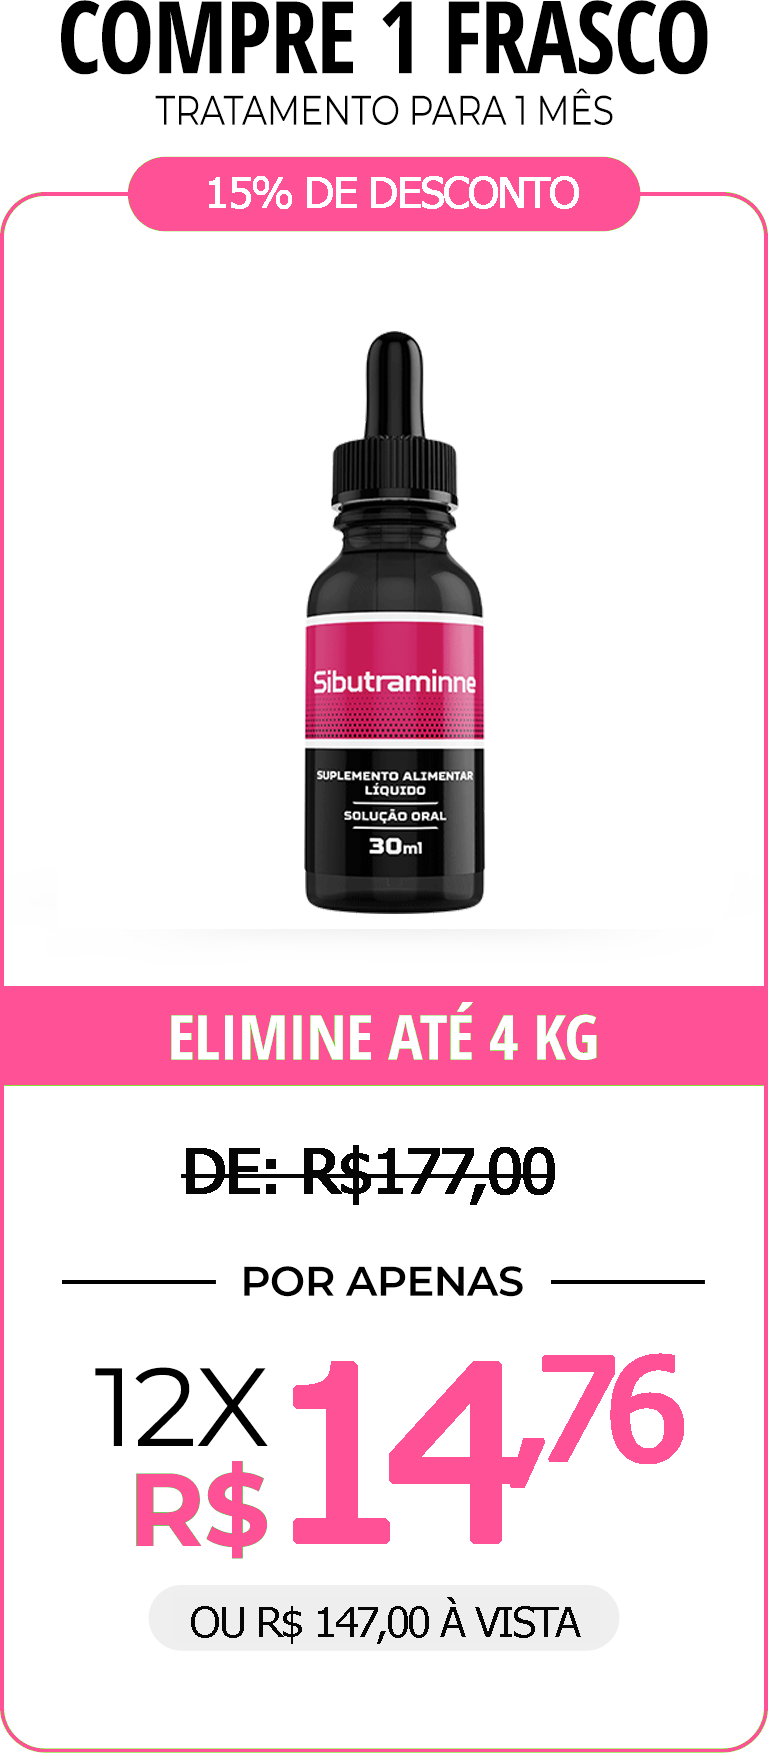 COMPRE 1 FRASCO
TRATAMENTO PARA 1 MÊS
15% DE DESCONTO
Sibutraminne
SUPLEMENTO ALIMENTAR
LÍQUIDO
SOLUÇÃO ORAL
30ml
ELIMINE ATÉ 4 KG
DE: R$177,00
POR APENAS
12X
R$ 14,76
OU R$ 147,00 À VISTA